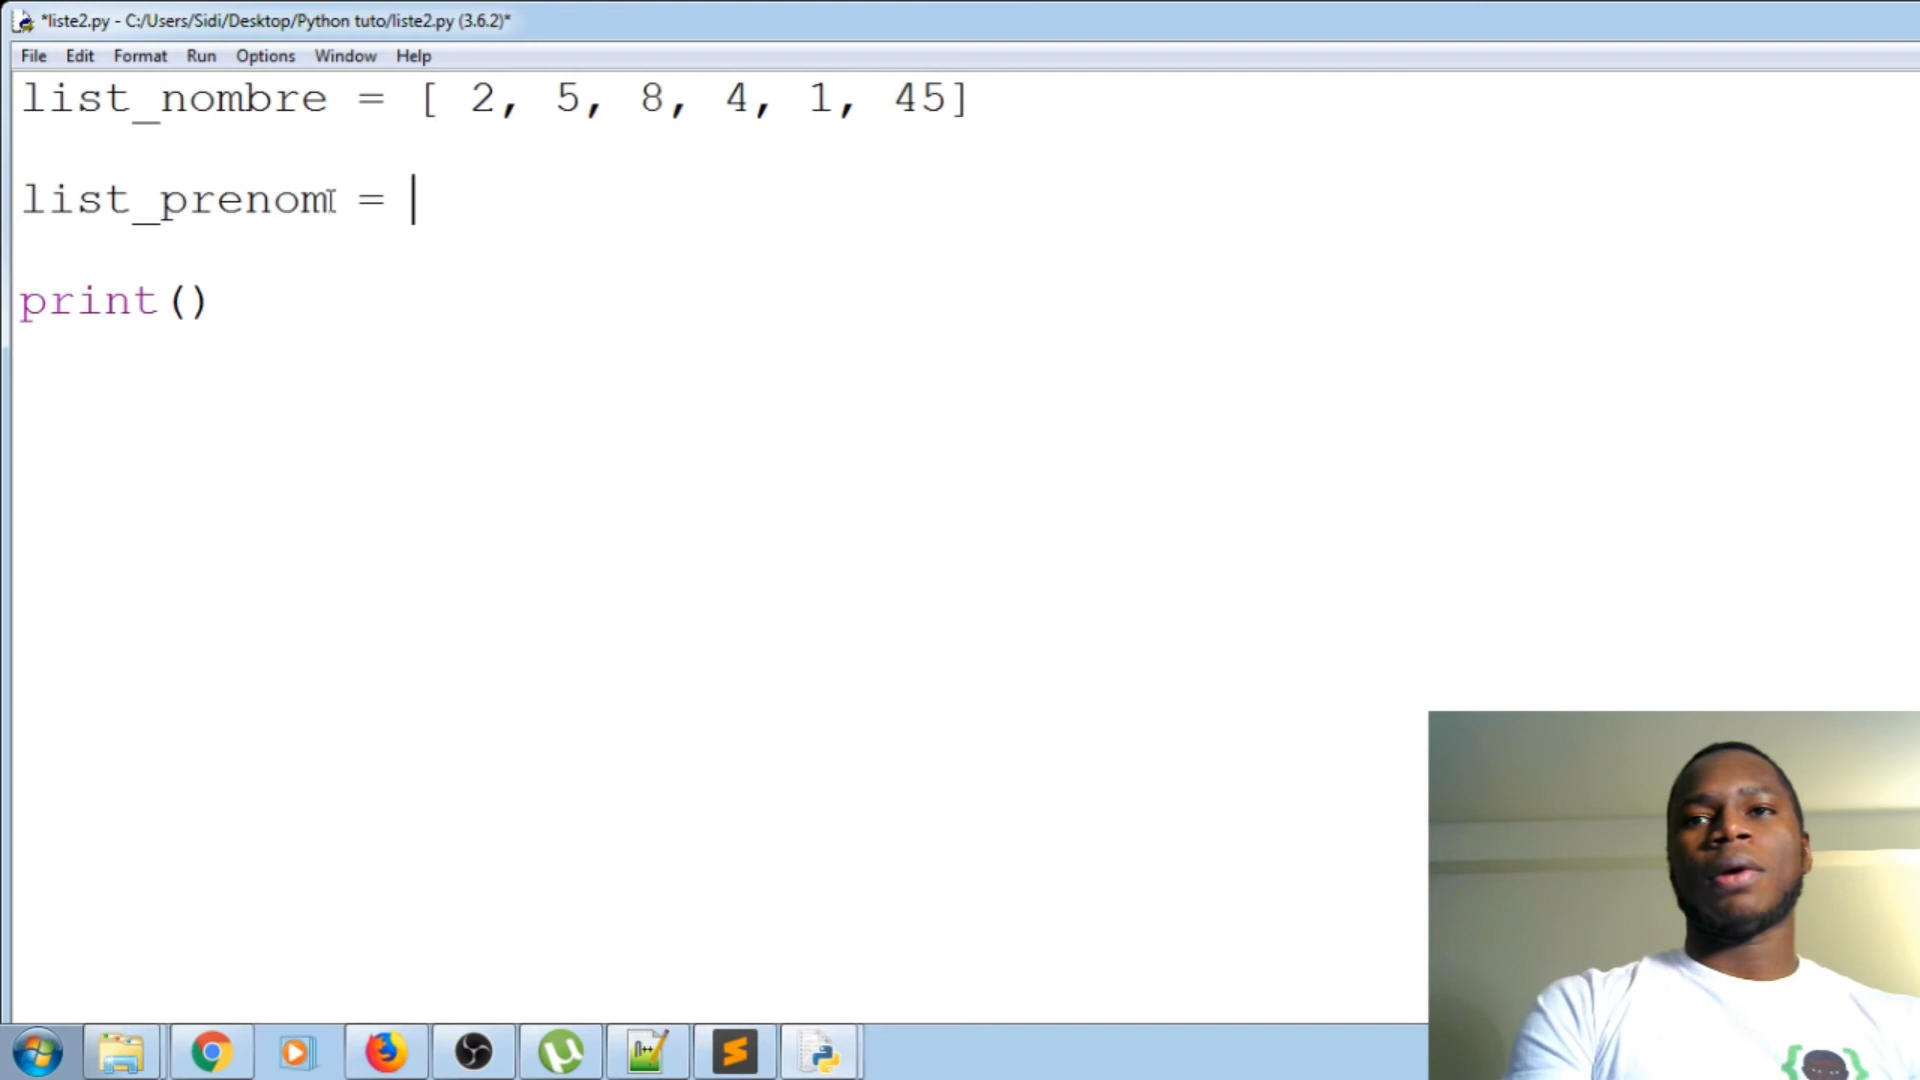 *liste2.py - C:/Users/Sidi/Desktop/Python tuto/liste2.py (3.6.2)*
File Edit Format Run Options Window Help
list_nombre = [ 2, 5, 8, 4, 1, 45]
list_prenom =
print()